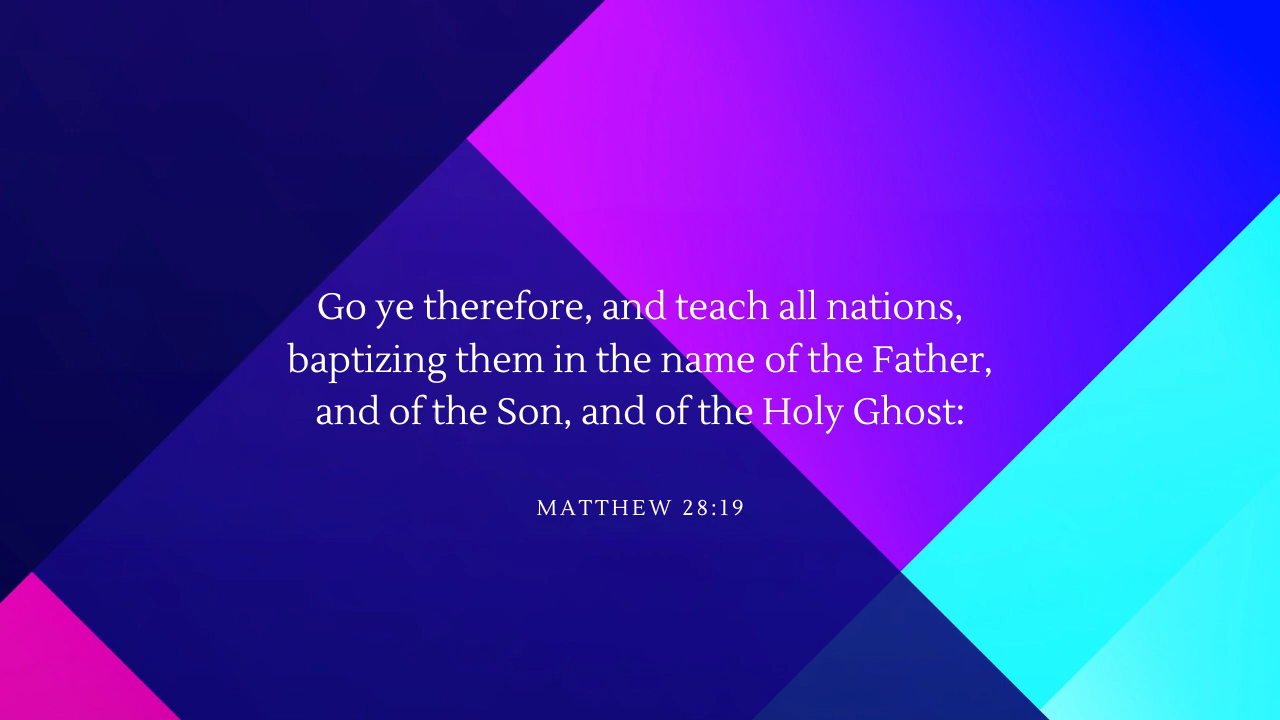 Go ye therefore, and teach all nations,
baptizing them in the name of the Father,
and of the Son, and of the Holy Ghost:
MATTHEW 28:19